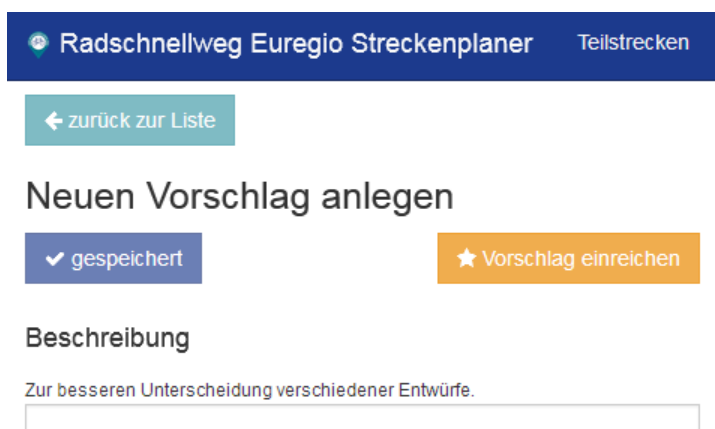 Radschnellweg Euregio Streckenplaner Teilstrecken
zurück zur Liste
Neuen Vorschlag anlegen
gespeichert Vorschlag einreichen
Beschreibung
Zur besseren Unterscheidung verschiedener Entwürfe.